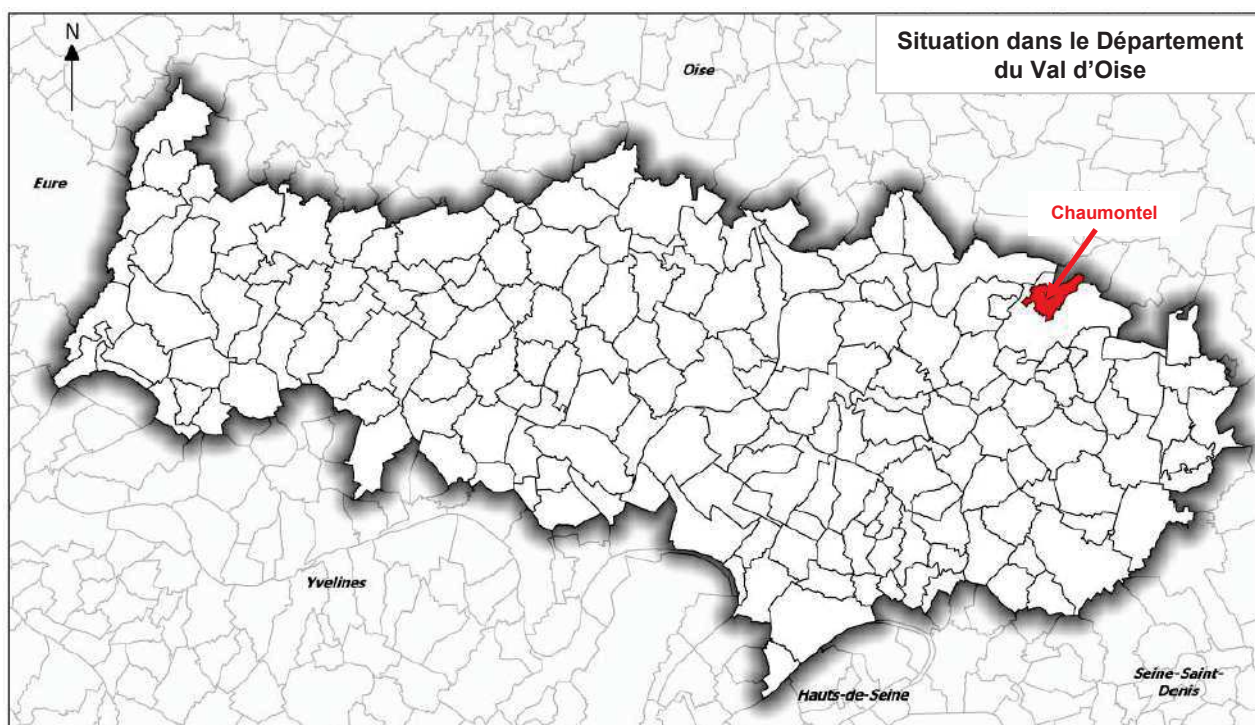 N
Situation dans le Département
du Val d'Oise
Oise
Eure
Chaumontel
Yvelines
Hauts-de-Seine
Seine-Saint-
Denis